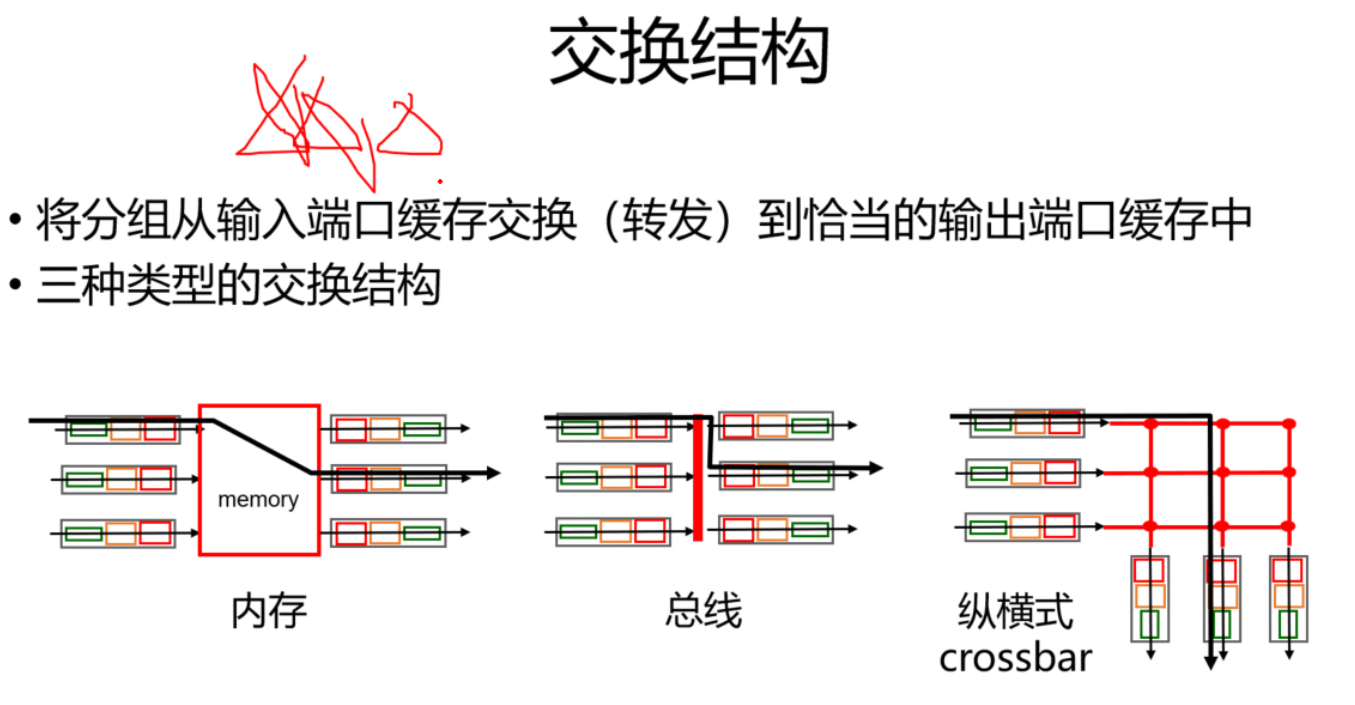 交换结构
• 将分组从输入端口缓存交换（转发）到恰当的输出端口缓存中
• 三种类型的交换结构
memory
内存
总线
纵横式
crossbar